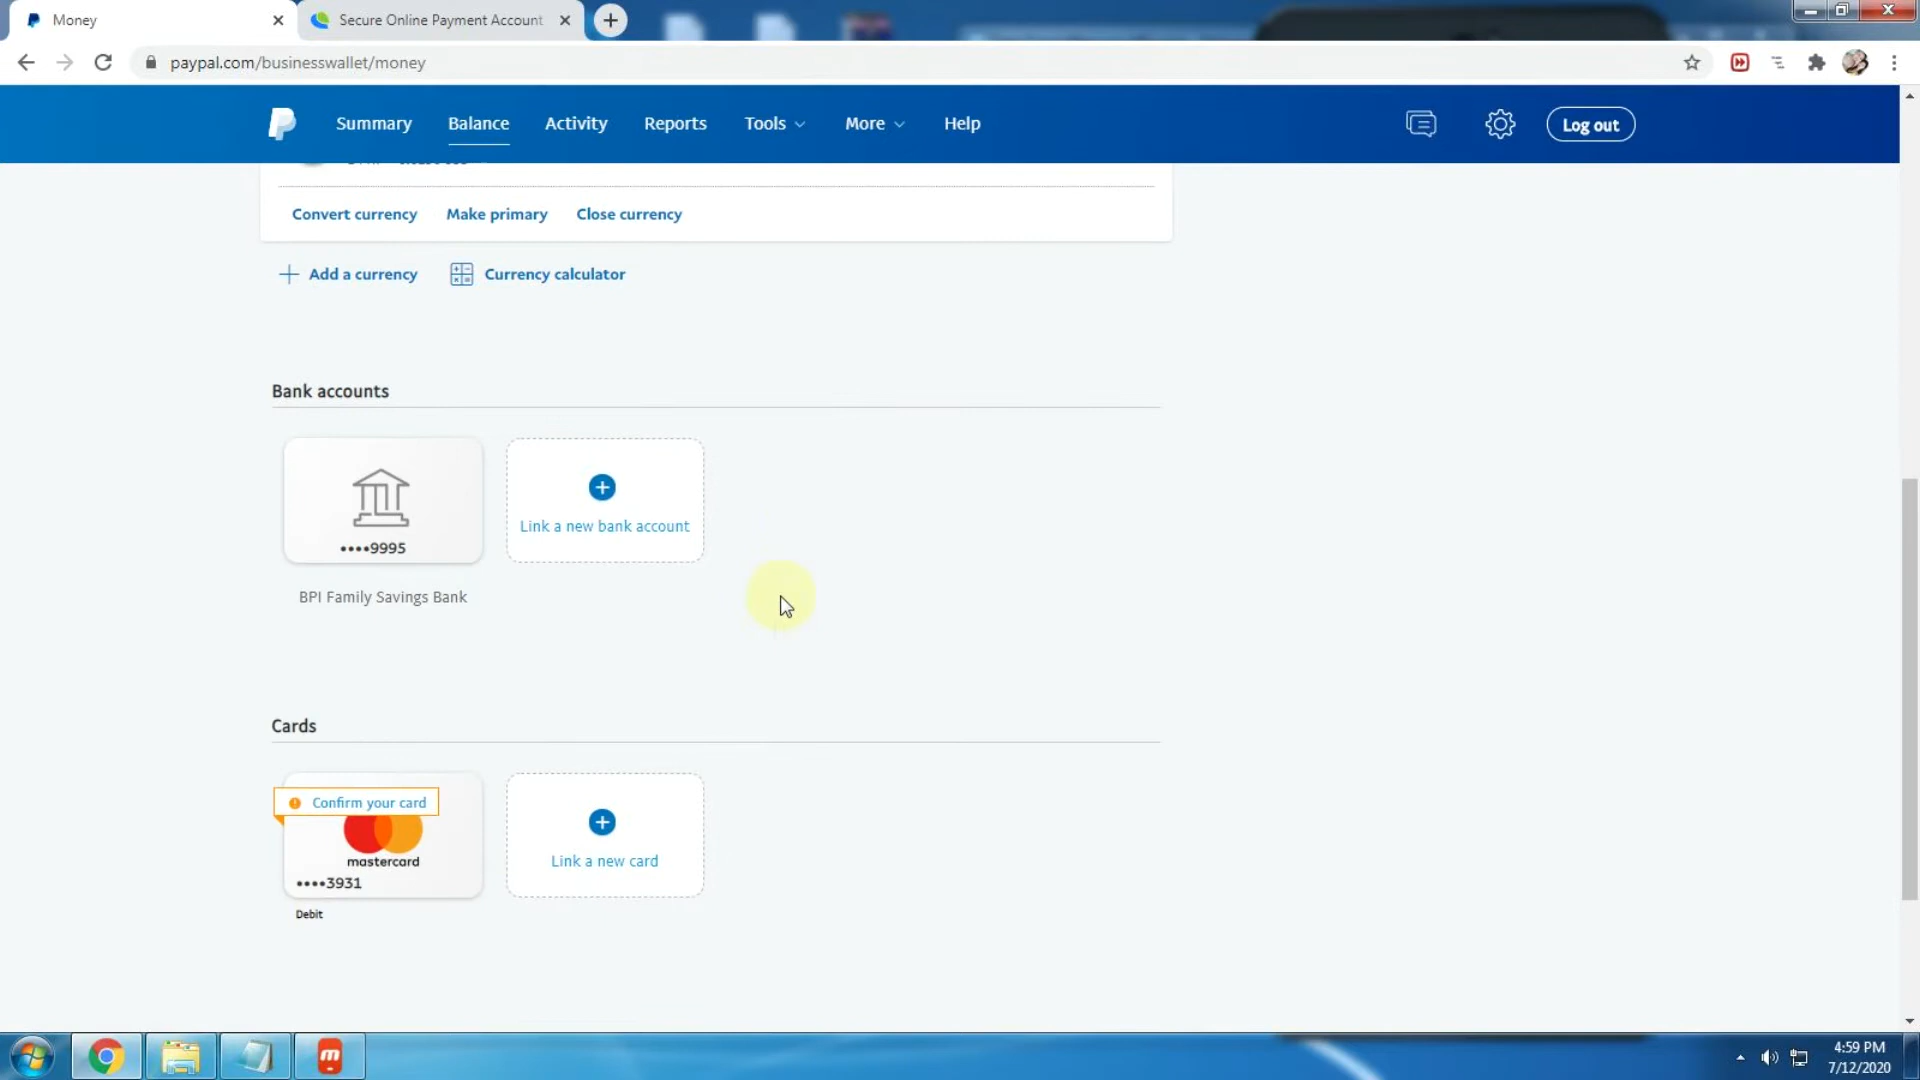 Money
Secure Online Payment Account
paypal.com/businesswallet/money
Summary Balance Activity Reports Tools More Help Log out
Convert currency Make primary Close currency
Add a currency Currency calculator
Bank accounts
••••9995
Link a new bank account
BPI Family Savings Bank
Cards
Confirm your card
mastercard
••••3931
Link a new card
Debit
4:59 PM
7/12/2020